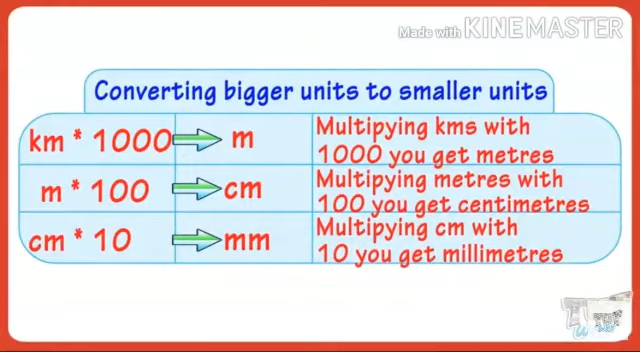 Made with KINEMASTER
Converting bigger units to smaller units
km * 1000 m Multipying kms with
1000 you get metres
m * 100 cm Multipying metres with
100 you get centimetres
cm * 10 mm Multipying cm with
10 you get millimetres